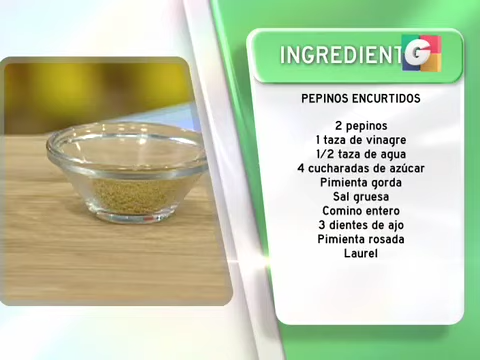 INGREDIENT
G
PEPINOS ENCURTIDOS
2 pepinos
1 taza de vinagre
1/2 taza de agua
4 cucharadas de azúcar
Pimienta gorda
Sal gruesa
Comino entero
3 dientes de ajo
Pimienta rosada
Laurel